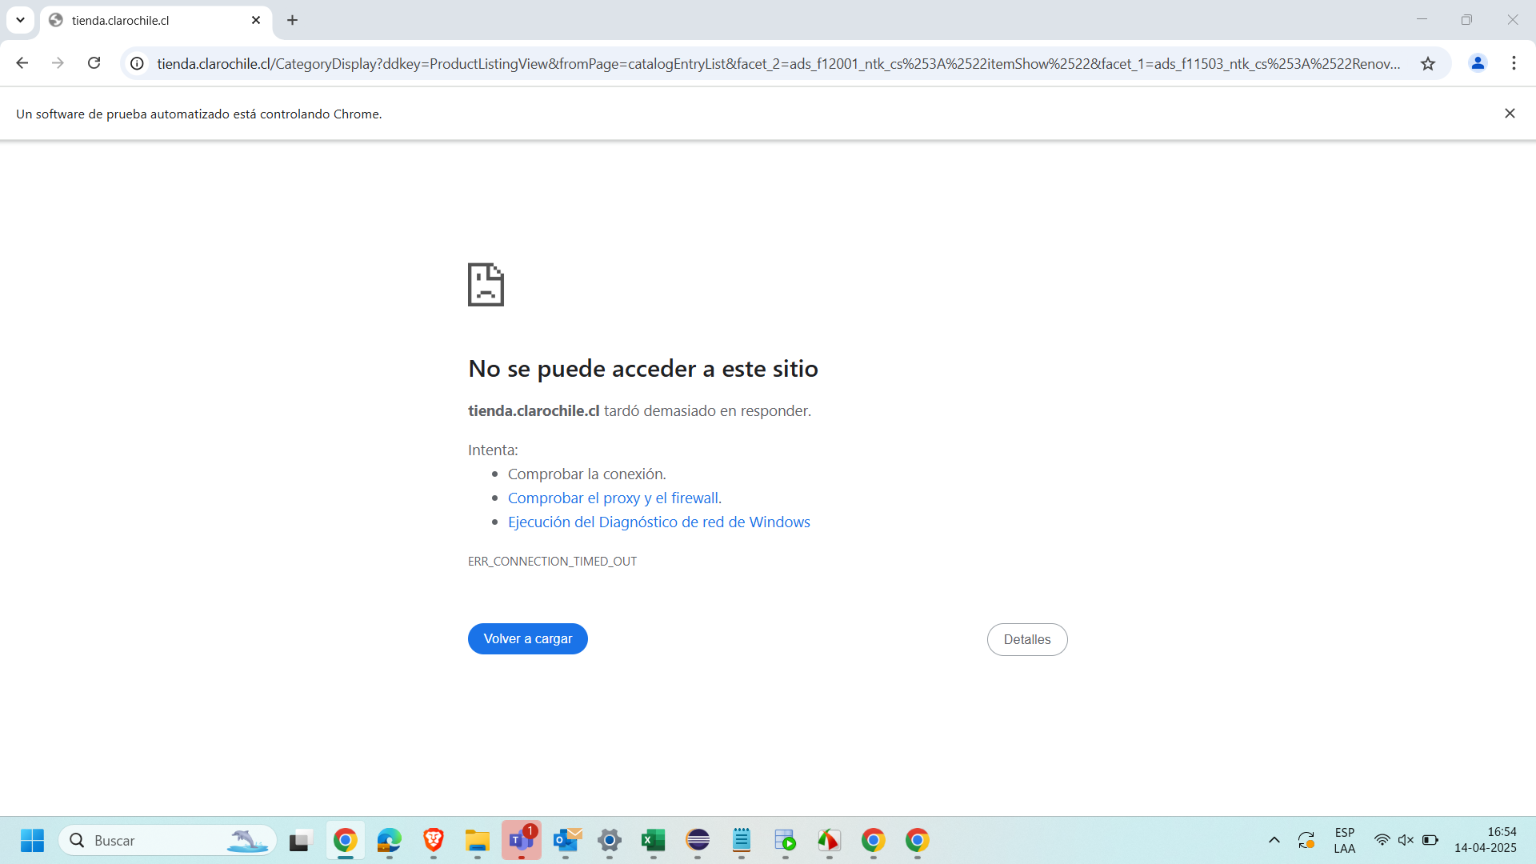 tienda.clarochile.cl
tienda.clarochile.cl/CategoryDisplay?ddkey=ProductListingView&fromPage=catalogEntryList&facet_2=ads_f12001_ntk_cs%253A%2522itemShow%2522&facet_1=ads_f11503_ntk_cs%253A%2522Renov...
Un software de prueba automatizado está controlando Chrome.
No se puede acceder a este sitio
tienda.clarochile.cl tardó demasiado en responder.
Intenta:
Comprobar la conexión.
Comprobar el proxy y el firewall.
Ejecución del Diagnóstico de red de Windows
ERR_CONNECTION_TIMED_OUT
Volver a cargar
Detalles
Buscar
1
ESP
LAA
16:54
14-04-2025